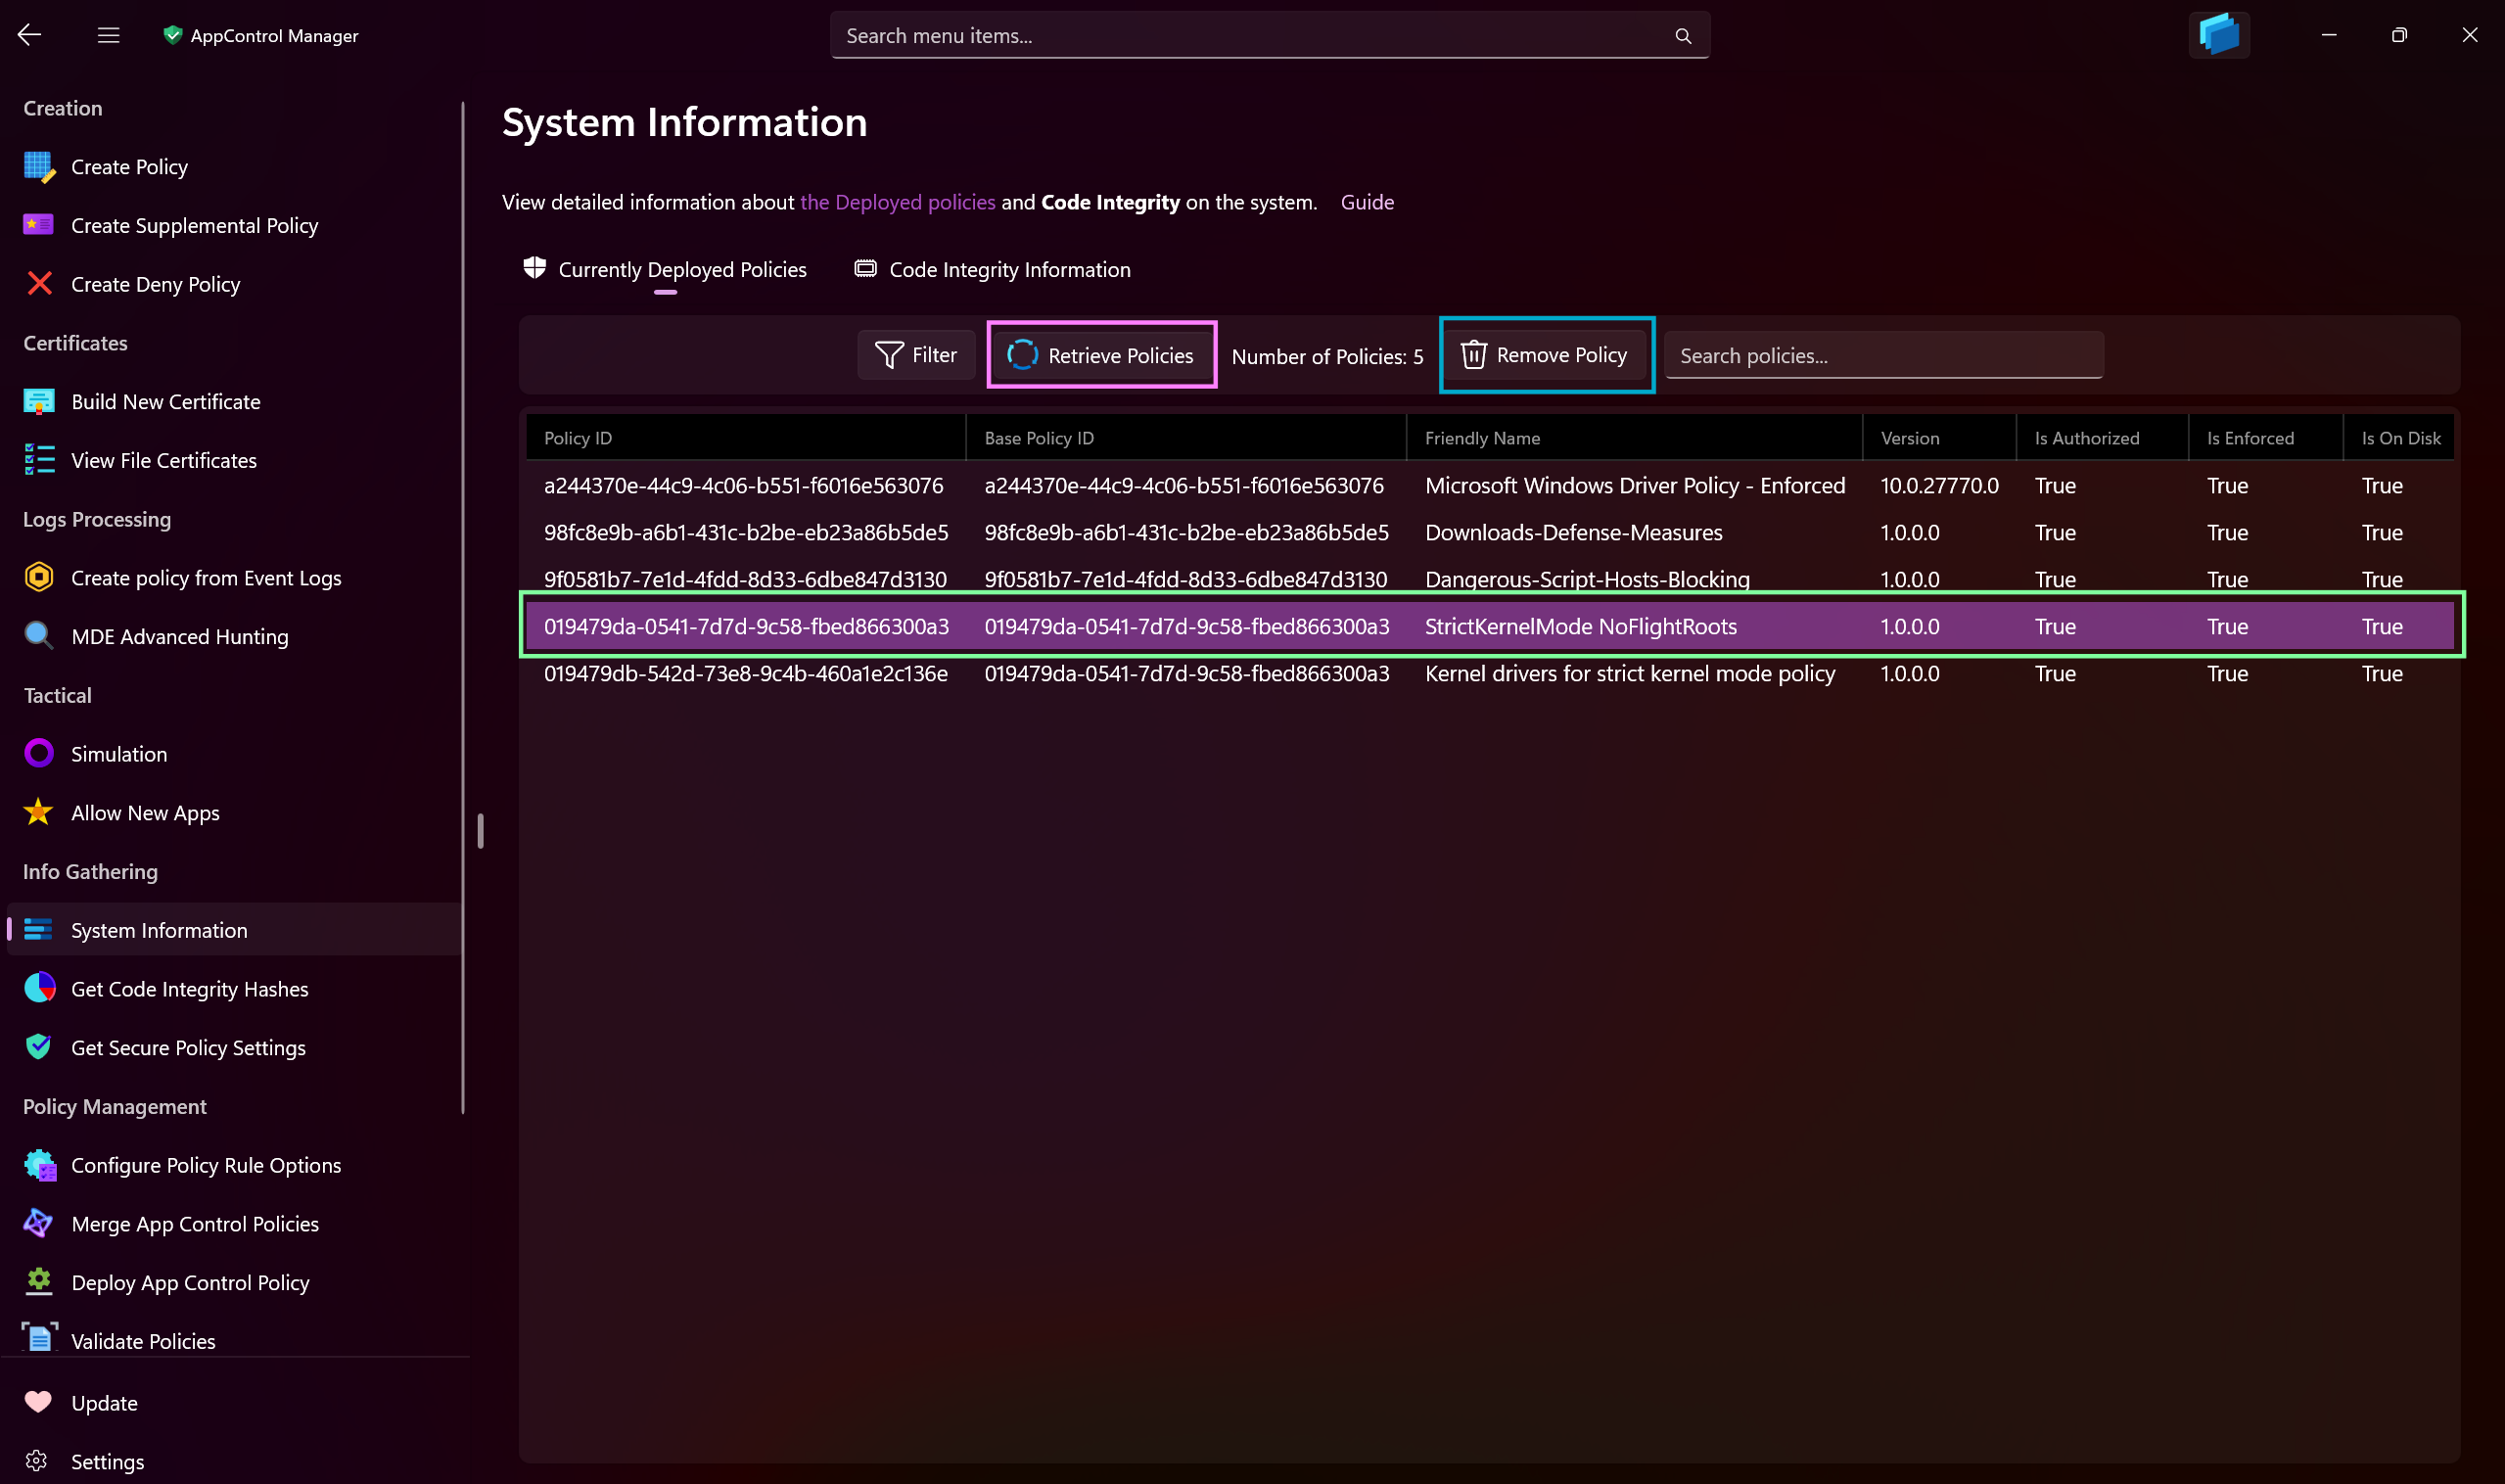 AppControl Manager
Search menu items...
Creation
Create Policy
Create Supplemental Policy
Create Deny Policy
Certificates
Build New Certificate
View File Certificates
Logs Processing
Create policy from Event Logs
MDE Advanced Hunting
Tactical
Simulation
Allow New Apps
Info Gathering
System Information
Get Code Integrity Hashes
Get Secure Policy Settings
Policy Management
Configure Policy Rule Options
Merge App Control Policies
Deploy App Control Policy
Validate Policies
Update
Settings
System Information
View detailed information about the Deployed policies and Code Integrity on the system. Guide
Currently Deployed Policies Code Integrity Information
Filter Retrieve Policies Number of Policies: 5 Remove Policy Search policies...
Policy ID Base Policy ID Friendly Name Version Is Authorized Is Enforced Is On Disk
a244370e-44c9-4c06-b551-f6016e563076 a244370e-44c9-4c06-b551-f6016e563076 Microsoft Windows Driver Policy - Enforced 10.0.27770.0 True True True
98fc8e9b-a6b1-431c-b2be-eb23a86b5de5 98fc8e9b-a6b1-431c-b2be-eb23a86b5de5 Downloads-Defense-Measures 1.0.0.0 True True True
9f0581b7-7e1d-4fdd-8d33-6dbe847d3130 9f0581b7-7e1d-4fdd-8d33-6dbe847d3130 Dangerous-Script-Hosts-Blocking 1.0.0.0 True True True
019479da-0541-7d7d-9c58-fbed866300a3 019479da-0541-7d7d-9c58-fbed866300a3 StrictKernelMode NoFlightRoots 1.0.0.0 True True True
019479db-542d-73e8-9c4b-460a1e2c136e 019479da-0541-7d7d-9c58-fbed866300a3 Kernel drivers for strict kernel mode policy 1.0.0.0 True True True